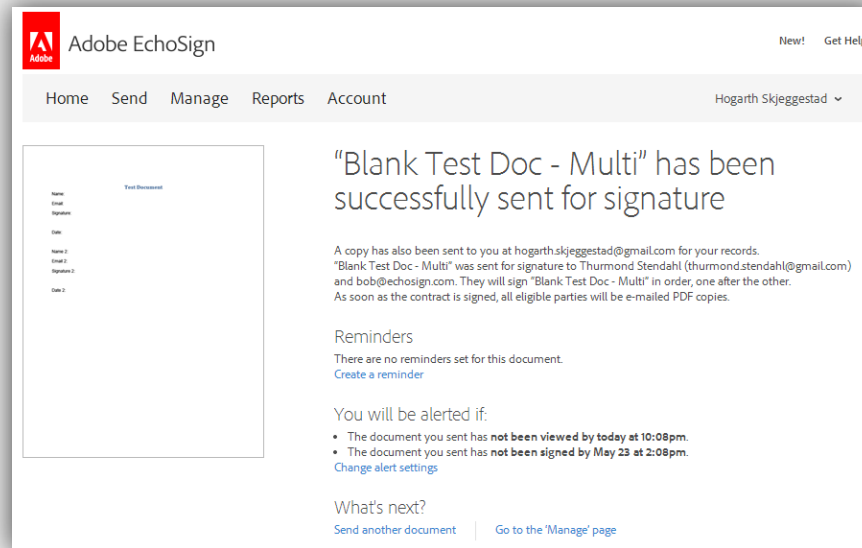 Adobe
Adobe EchoSign
New! Get Help
Home Send Manage Reports Account
Hogarth Skjeggestad
Test Document
Name:
Email:
Signature:
Date:
Name 2:
Email 2:
Signature 2:
Date 2:
“Blank Test Doc - Multi” has been
successfully sent for signature
A copy has also been sent to you at hogarth.skjeggestad@gmail.com for your records.
"Blank Test Doc - Multi" was sent for signature to Thurmond Stendahl (thurmond.stendahl@gmail.com)
and bob@echosign.com. They will sign "Blank Test Doc - Multi" in order, one after the other.
As soon as the contract is signed, all eligible parties will be e-mailed PDF copies.
Reminders
There are no reminders set for this document.
Create a reminder
You will be alerted if:
• The document you sent has not been viewed by today at 10:08pm.
• The document you sent has not been signed by May 23 at 2:08pm.
Change alert settings
What's next?
Send another document Go to the 'Manage' page